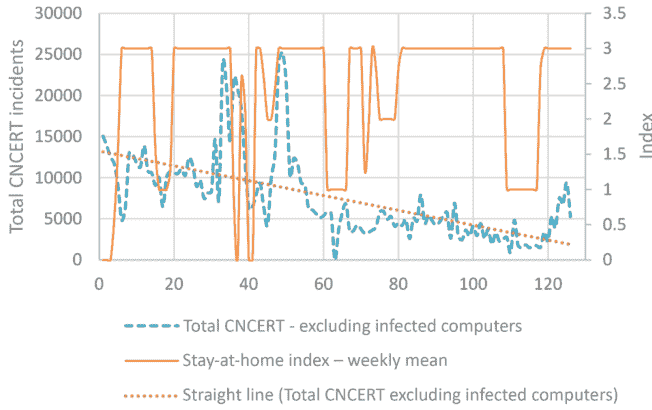 30000
25000
20000
15000
10000
5000
0
Total CNCERT incidents
3.5
3
2.5
2
1.5
1
0.5
0
Index
0 20 40 60 80 100 120
Total CNCERT - excluding infected computers
Stay-at-home index – weekly mean
Straight line (Total CNCERT excluding infected computers)